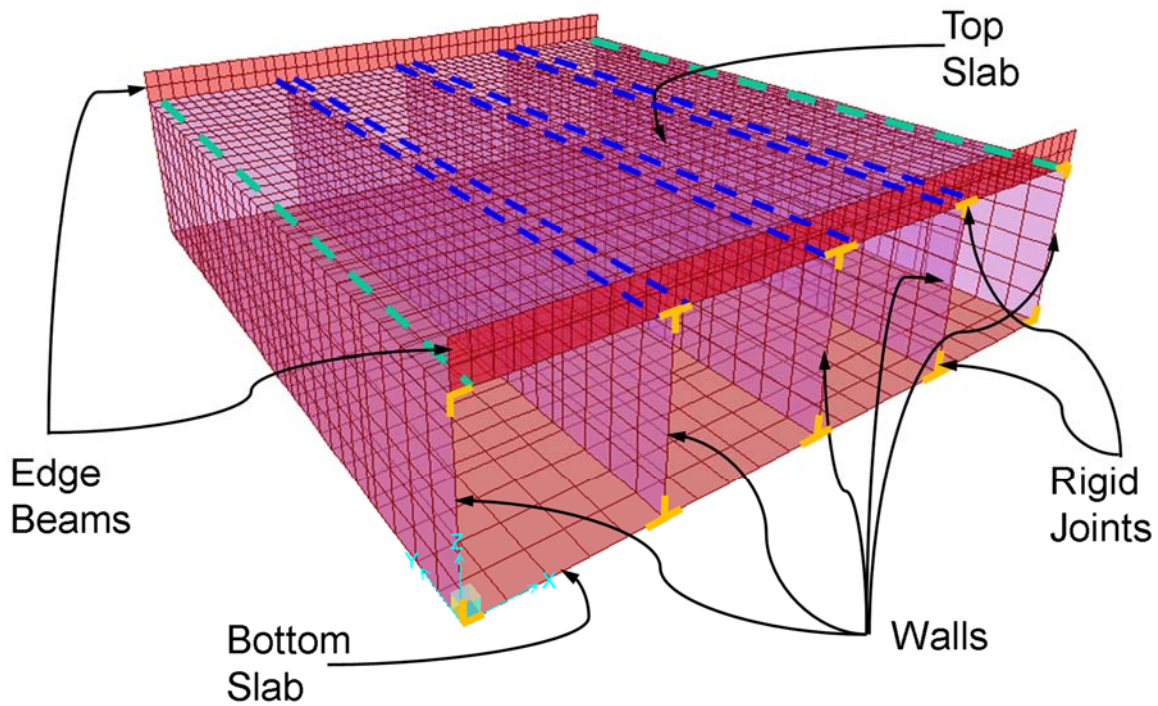 Top
Slab
Edge
Beams
Rigid
Joints
Z
Y
X
Bottom
Slab
Walls